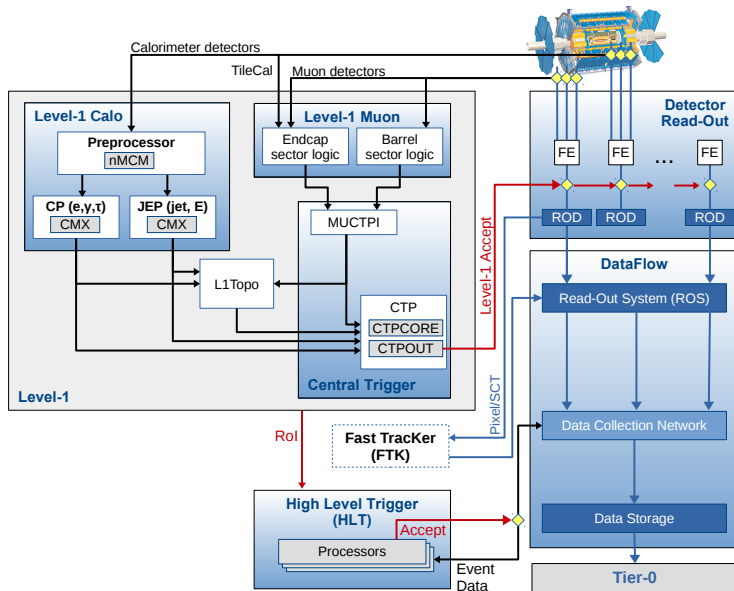 Calorimeter detectors
TileCal
Muon detectors
Level-1 Calo
Preprocessor
nMCM
CP (e,γ,τ)
CMX
JEP (jet, E)
CMX
Level-1 Muon
Endcap
sector logic
Barrel
sector logic
MUCTPI
L1Topo
CTP
CTPCORE
CTPOUT
Central Trigger
Level-1
Level-1 Accept
Detector
Read-Out
FE
FE
...
FE
ROD
ROD
ROD
DataFlow
Read-Out System (ROS)
Pixel/SCT
Data Collection Network
Data Storage
Tier-0
RoI
Fast TracKer
(FTK)
High Level Trigger
(HLT)
Accept
Processors
Event
Data